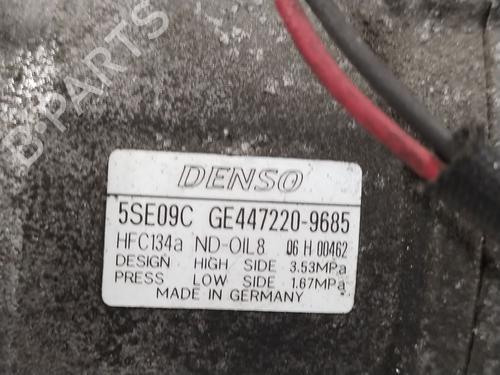 B-PARTS
DENSO
5SE09C GE447220-9685
HFC134a ND-OIL8 06 H 00462
DESIGN HIGH SIDE 3.53MPa
PRESS LOW SIDE 1.67MPa
MADE IN GERMANY